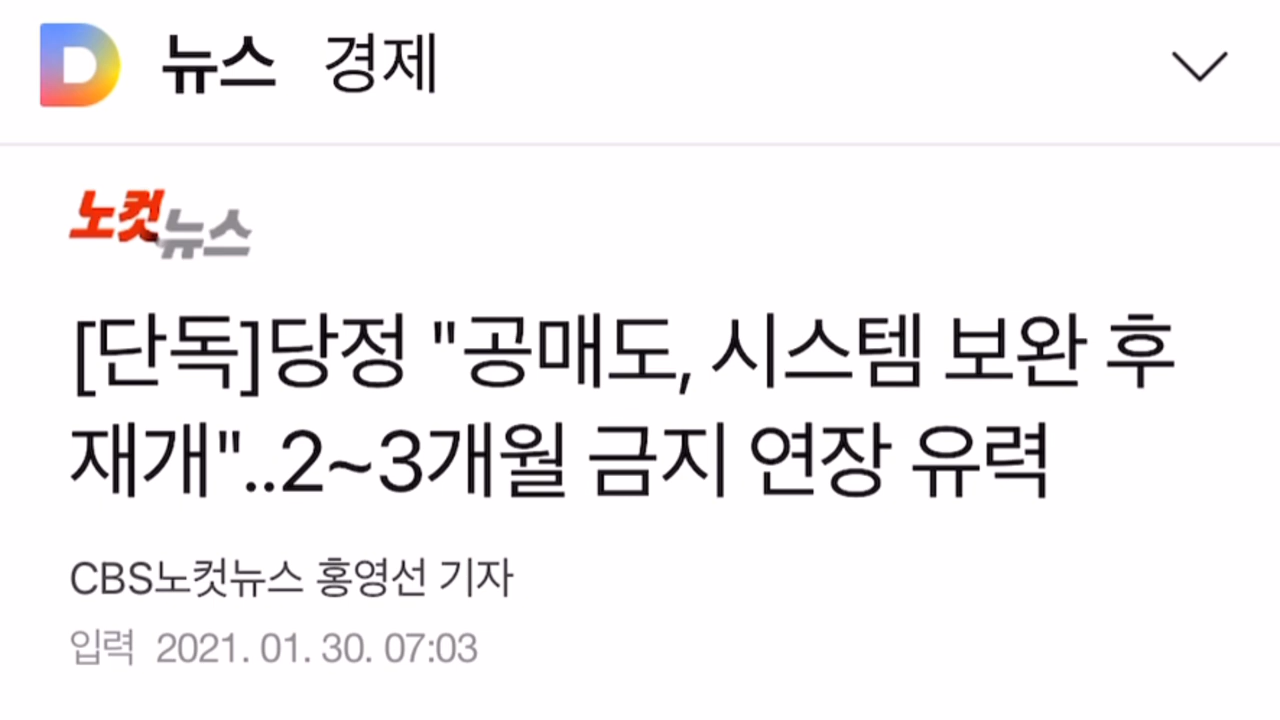 D 뉴스 경제
노컷뉴스
[단독]당정 "공매도, 시스템 보완 후
재개"..2~3개월 금지 연장 유력
CBS노컷뉴스 홍영선 기자
입력 2021. 01. 30. 07:03